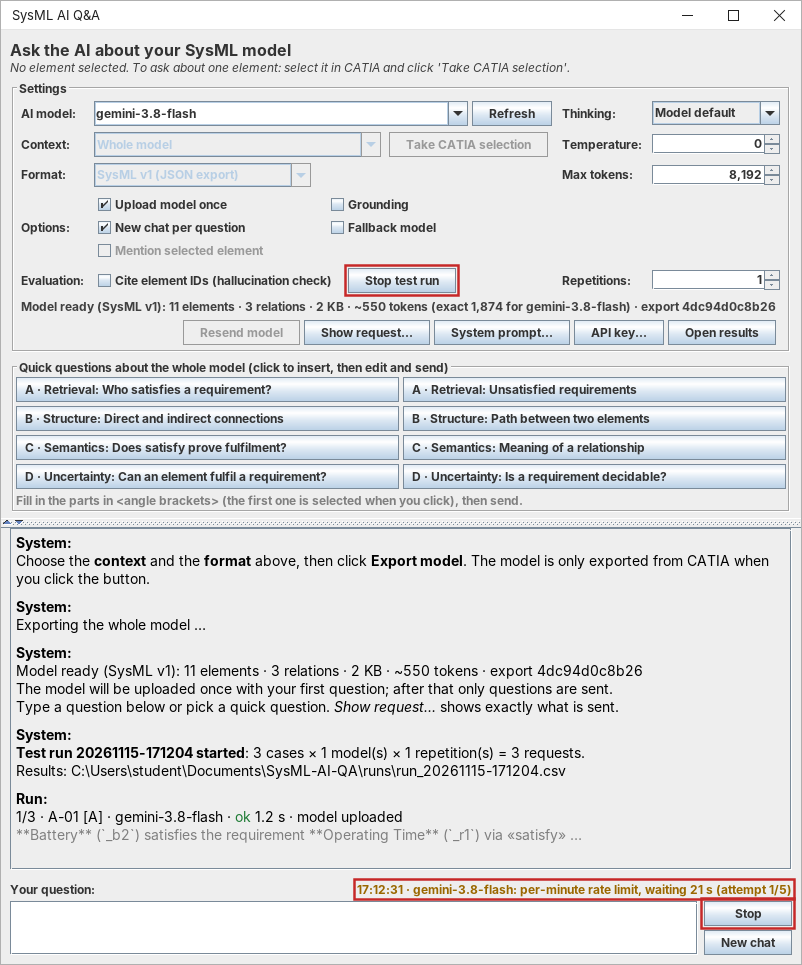 SysML AI Q&A
Ask the AI about your SysML model
No element selected. To ask about one element: select it in CATIA and click 'Take CATIA selection'.
Settings
AI model: gemini-3.8-flash Refresh Thinking: Model default
Context: Whole model Take CATIA selection Temperature: 0
Format: SysML v1 (JSON export) Max tokens: 8,192
Upload model once Grounding
Options: New chat per question Fallback model
Mention selected element
Evaluation: Cite element IDs (hallucination check) Stop test run Repetitions: 1
Model ready (SysML v1): 11 elements · 3 relations · 2 KB · ~550 tokens (exact 1,874 for gemini-3.8-flash) · export 4dc94d0c8b26
Resend model Show request... System prompt... API key... Open results
Quick questions about the whole model (click to insert, then edit and send)
A · Retrieval: Who satisfies a requirement? A · Retrieval: Unsatisfied requirements
B · Structure: Direct and indirect connections B · Structure: Path between two elements
C · Semantics: Does satisfy prove fulfilment? C · Semantics: Meaning of a relationship
D · Uncertainty: Can an element fulfil a requirement? D · Uncertainty: Is a requirement decidable?
Fill in the parts in <angle brackets> (the first one is selected when you click), then send.
System:
Choose the context and the format above, then click Export model. The model is only exported from CATIA when
you click the button.
System:
Exporting the whole model ...
System:
Model ready (SysML v1): 11 elements · 3 relations · 2 KB · ~550 tokens · export 4dc94d0c8b26
The model will be uploaded once with your first question; after that only questions are sent.
Type a question below or pick a quick question. Show request... shows exactly what is sent.
System:
Test run 20261115-171204 started: 3 cases × 1 model(s) × 1 repetition(s) = 3 requests.
Results: C:\Users\student\Documents\SysML-AI-QA\runs\run_20261115-171204.csv
Run:
1/3 · A-01 [A] · gemini-3.8-flash · ok 1.2 s · model uploaded
**Battery** (`_b2`) satisfies the requirement **Operating Time** (`_r1`) via «satisfy» ...
Your question: 17:12:31 · gemini-3.8-flash: per-minute rate limit, waiting 21 s (attempt 1/5)
Stop
New chat